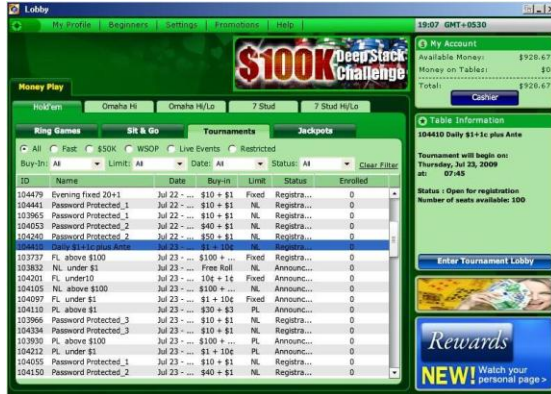 Lobby
My Profile Beginners Settings Promotions Help
19:07 GMT+0530
$100K Deep Stack Challenge
Money Play
Hold'em Omaha Hi Omaha Hi/Lo 7 Stud 7 Stud Hi/Lo
Ring Games Sit & Go Tournaments Jackpots
All Fast $50K WSOP Live Events Restricted
Buy-In: All Limit: All Date: All Status: All Clear Filter
ID Name Date Buy-in Limit Status Enrolled
104479 Evening fixed 20+1 Jul 22 - ... $10 + $1 Fixed Registra... 0
104441 Password Protected_1 Jul 22 - ... $10 + $1 NL Registra... 0
103965 Password Protected_1 Jul 22 - ... $10 + $1 NL Registra... 0
104053 Password Protected_2 Jul 22 - ... $40 + $1 NL Registra... 0
104240 Password Protected_2 Jul 22 - ... $50 + $1 NL Registra... 0
104410 Daily $1+1c plus Ante Jul 23 - ... $1 + 10¢ NL Registra... 0
103737 FL above $100 Jul 23 - ... $100 + ... Fixed Registra... 0
103832 NL under $1 Jul 23 - ... Free Roll NL Announc... 0
104201 FL under10 Jul 23 - ... 10¢ + 1¢ Fixed Announc... 0
104105 NL above $100 Jul 23 - ... $100 + ... NL Announc... 0
104097 FL under $1 Jul 23 - ... $1 + 10¢ Fixed Announc... 0
104110 PL above $1 Jul 23 - ... $30 + $3 PL Announc... 0
103966 Password Protected_3 Jul 23 - ... $10 + $1 NL Registra... 0
104334 Password Protected_3 Jul 23 - ... $10 + $1 NL Registra... 0
103930 PL above $100 Jul 23 - ... $100 + ... PL Announc... 0
104212 PL under $1 Jul 23 - ... $1 + 10¢ PL Announc... 0
104055 Password Protected_1 Jul 23 - ... $10 + $1 NL Registra... 0
104150 Password Protected_2 Jul 23 - ... $40 + $1 NL Registra... 0
My Account
Available Money: $928.67
Money on Tables: $0
Total: $928.67
Cashier
Table Information
104410 Daily $1+1c plus Ante
Tournament will begin on:
Thursday, Jul 23, 2009
at: 07:45
Status : Open for registration
Number of seats available: 100
Enter Tournament Lobby
Rewards
NEW! Watch your
personal page >